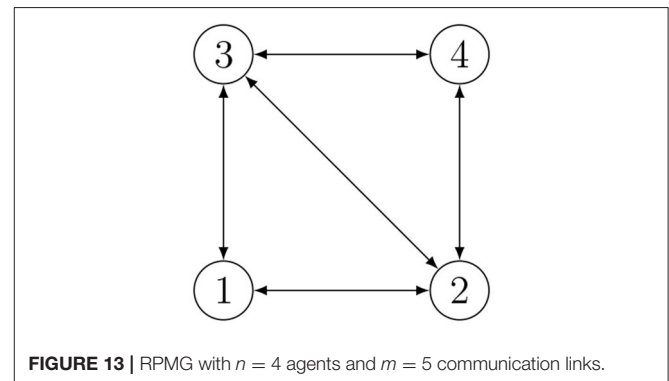 3 4
1 2
FIGURE 13 | RPMG with n = 4 agents and m = 5 communication links.